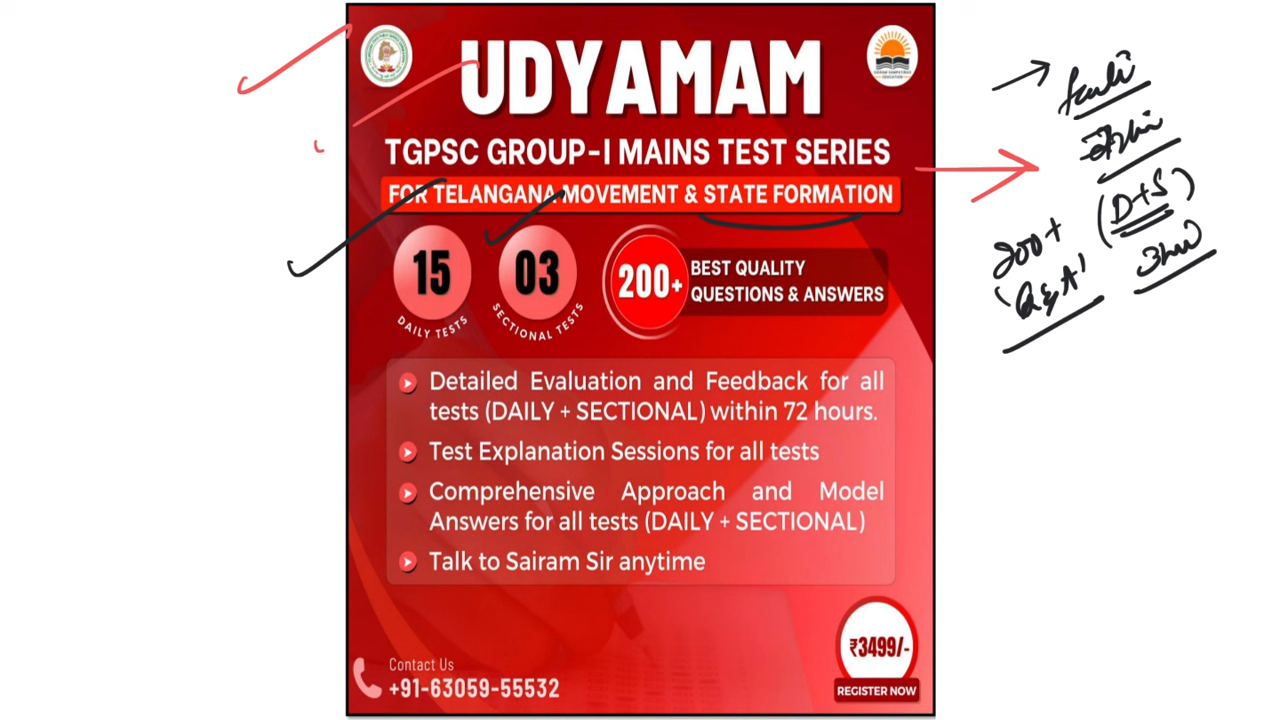 UDYAMAM
TGPSC GROUP-I MAINS TEST SERIES
FOR TELANGANA MOVEMENT & STATE FORMATION
15
DAILY TESTS
03
SECTIONAL TESTS
200+
BEST QUALITY
QUESTIONS & ANSWERS
Detailed Evaluation and Feedback for all
tests (DAILY + SECTIONAL) within 72 hours.
Test Explanation Sessions for all tests
Comprehensive Approach and Model
Answers for all tests (DAILY + SECTIONAL)
Talk to Sairam Sir anytime
Contact Us
+91-63059-55532
₹3499/-
REGISTER NOW
(D+S)
200+
'Q & A'